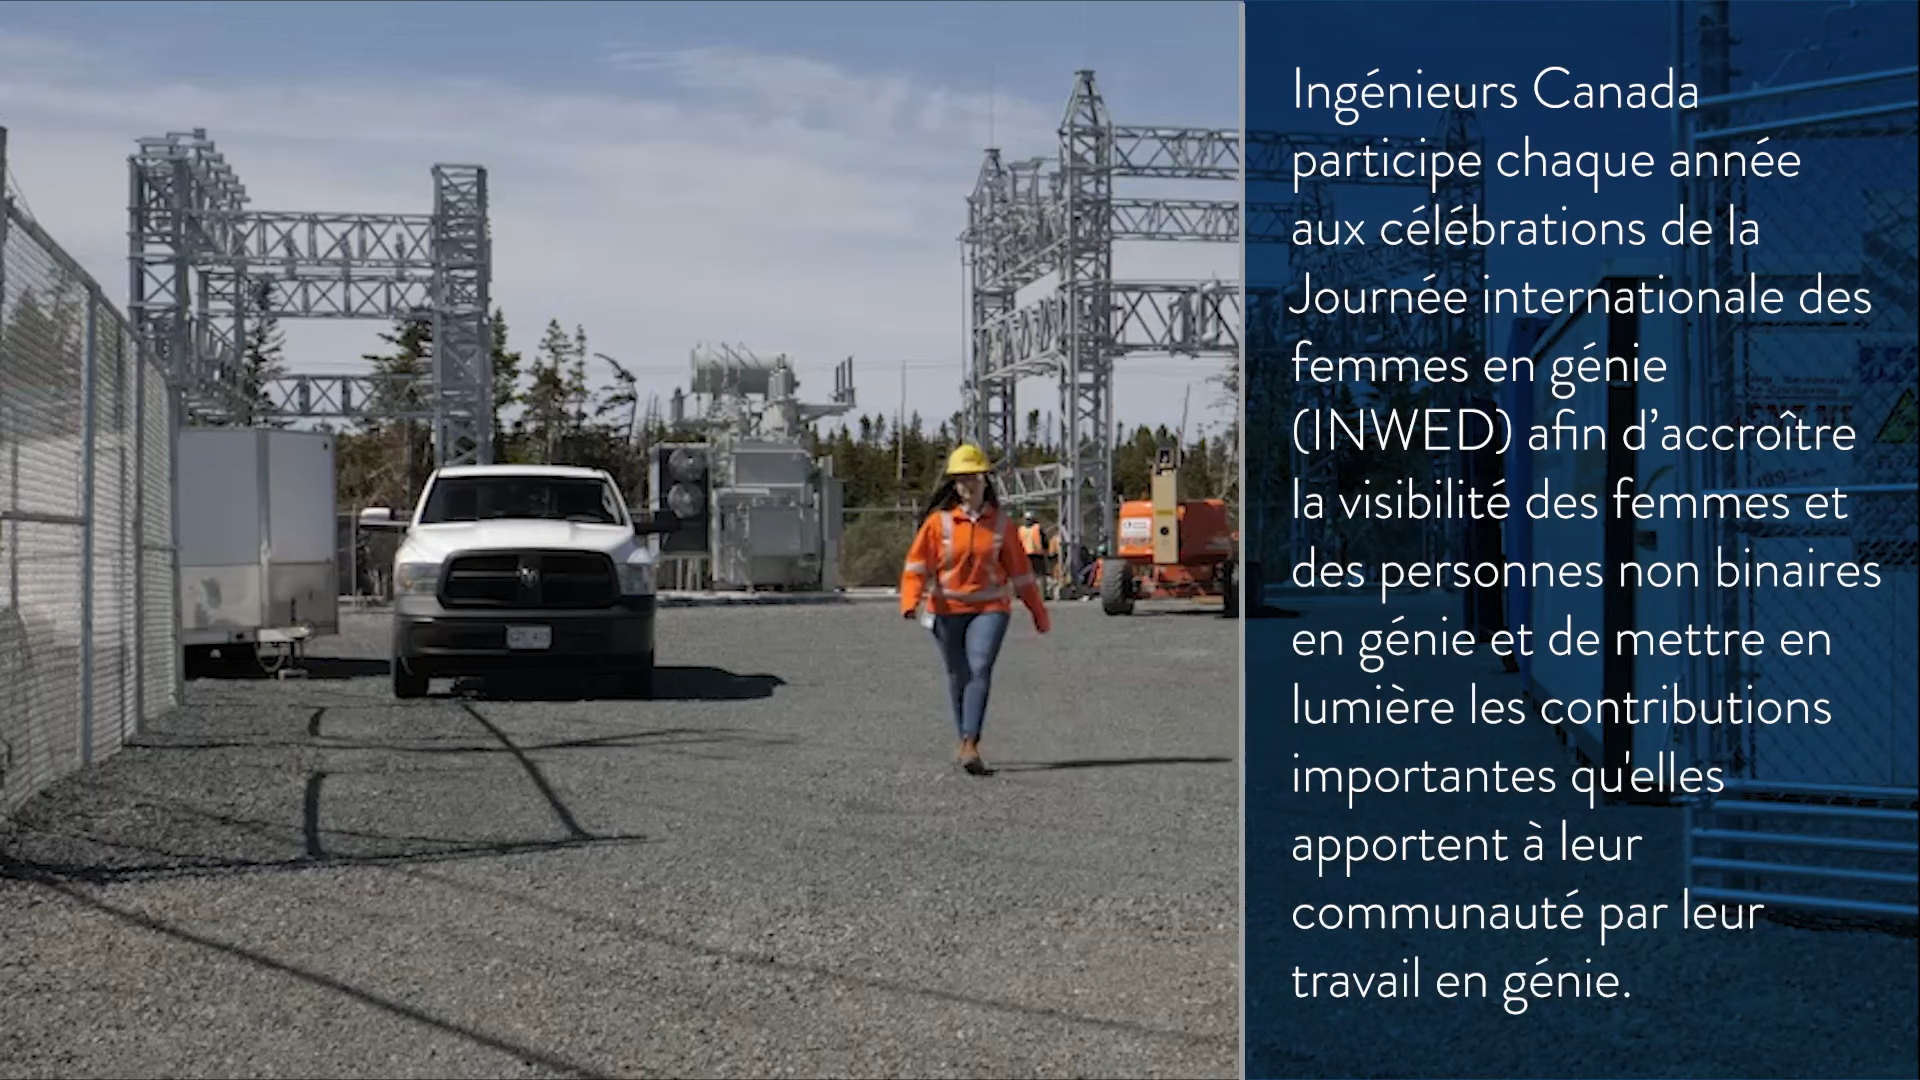 Ingénieurs Canada
participe chaque année
aux célébrations de la
Journée internationale des
femmes en génie
(INWED) afin d’accroître
la visibilité des femmes et
des personnes non binaires
en génie et de mettre en
lumière les contributions
importantes qu'elles
apportent à leur
communauté par leur
travail en génie.